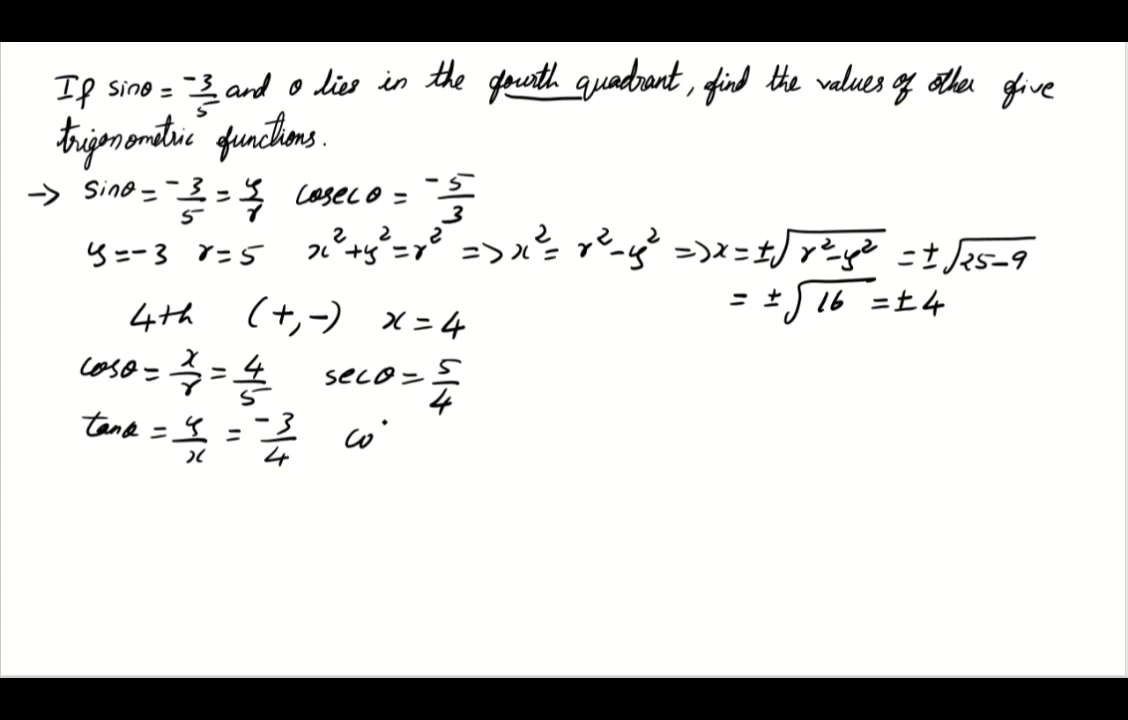 If sinθ = -3/5 and θ lies in the fourth quadrant, find the values of other five
trigonometric functions.
→ sinθ = -3/5 = y/r cosecθ = -5/3
y = -3 r = 5 x² + y² = r² => x² = r² - y² => x = ±√(r² - y²) = ±√(25-9)
= ±√16 = ±4
4th (+,-) x = 4
cosθ = x/r = 4/5 secθ = 5/4
tanθ = y/x = -3/4 co